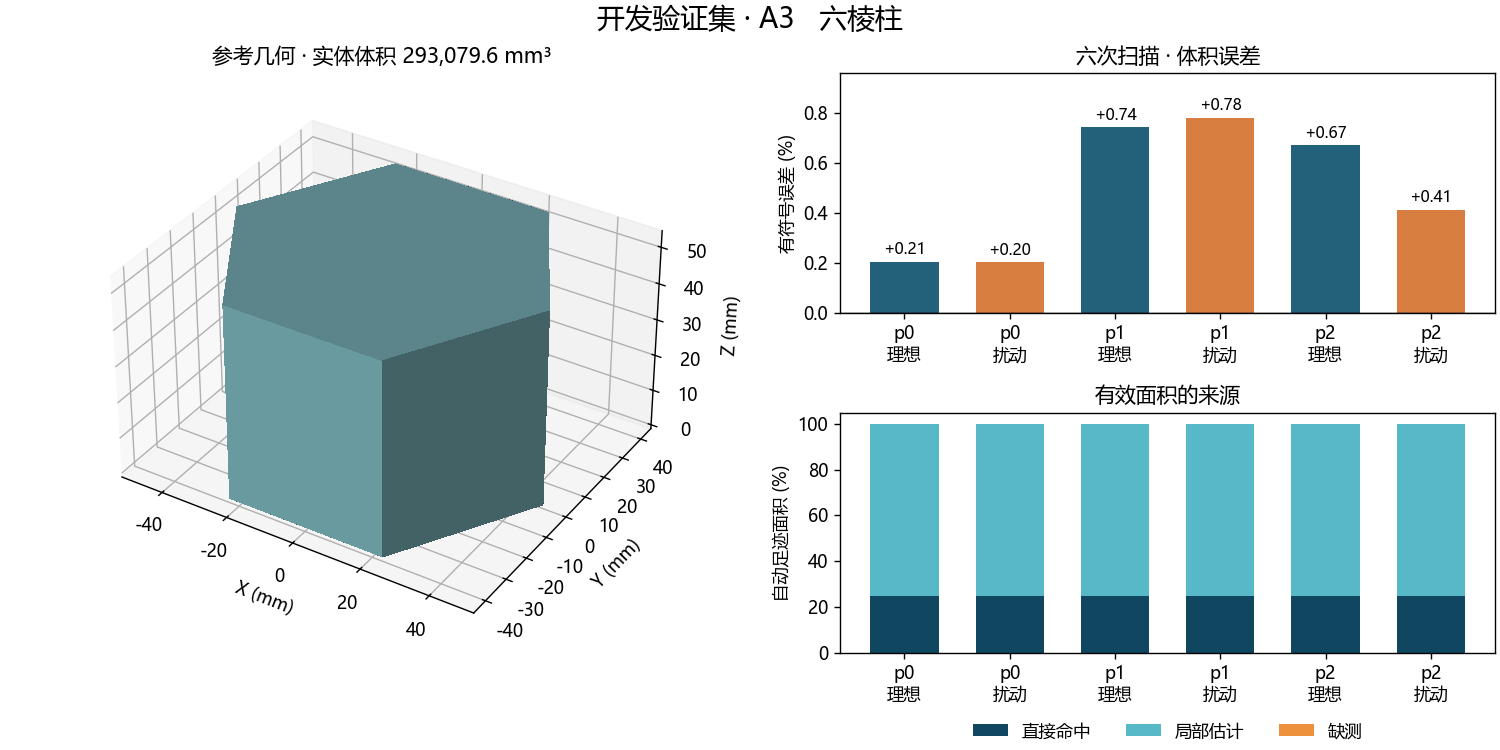 开发验证集 · A3 六棱柱
参考几何 · 实体体积 293,079.6 mm³
50
40
30
20
10
0
Z (mm)
-40
-20
0
20
40
X (mm)
40
30
20
10
0
-10
-20
-30
-40
Y (mm)
六次扫描 · 体积误差
有符号误差 (%)
0.8
0.6
0.4
0.2
0.0
+0.21
+0.20
+0.74
+0.78
+0.67
+0.41
p0 p0 p1 p1 p2 p2
理想 扰动 理想 扰动 理想 扰动
有效面积的来源
自动足迹面积 (%)
100
80
60
40
20
0
p0 p0 p1 p1 p2 p2
理想 扰动 理想 扰动 理想 扰动
直接命中 局部估计 缺测